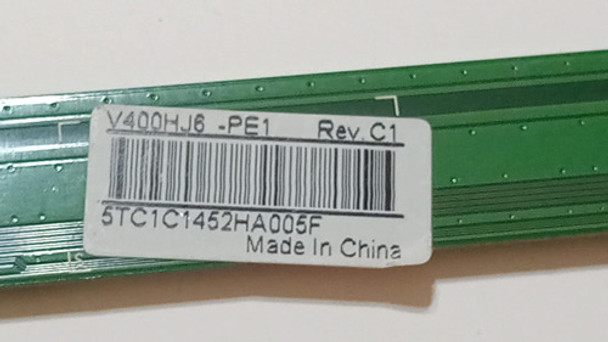 V400HJ6 -PE1 Rev. C1
5TC1C1452HA005F
Made In China